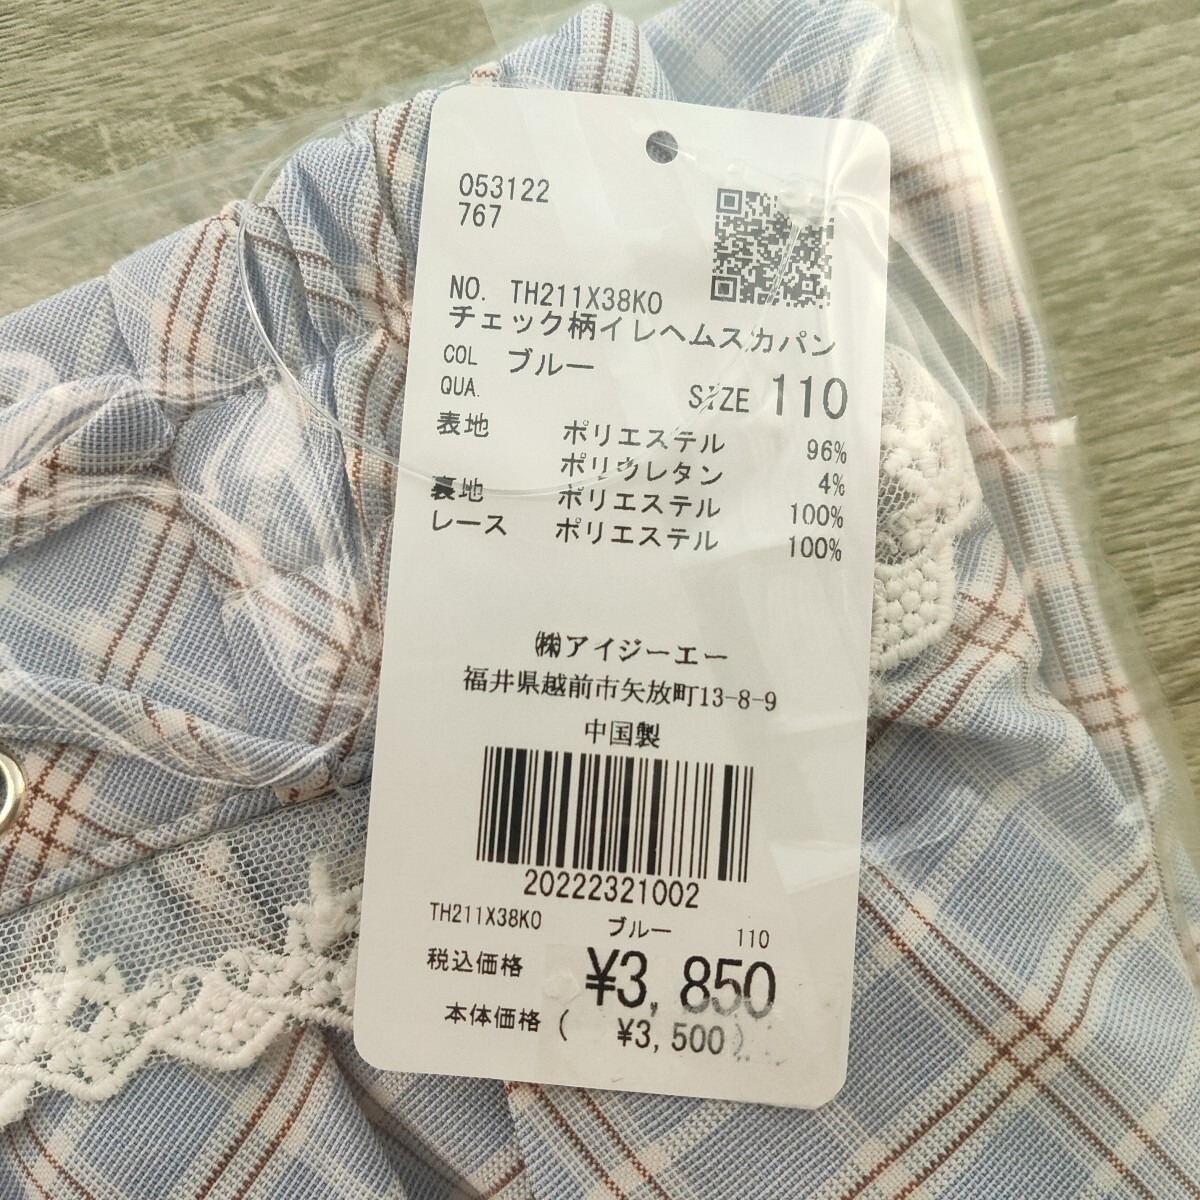 053122
767
NO. TH211X38KO
チェック柄イレヘムスカパン
COL ブルー
QUA. SIZE 110
表地 ポリエステル 96%
ポリウレタン 4%
裏地 ポリエステル 100%
レース ポリエステル 100%
㈱アイジーエー
福井県越前市矢放町13-8-9
中国製
20222321002
TH211X38KO ブルー 110
税込価格 ¥3,850
本体価格( ¥3,500)